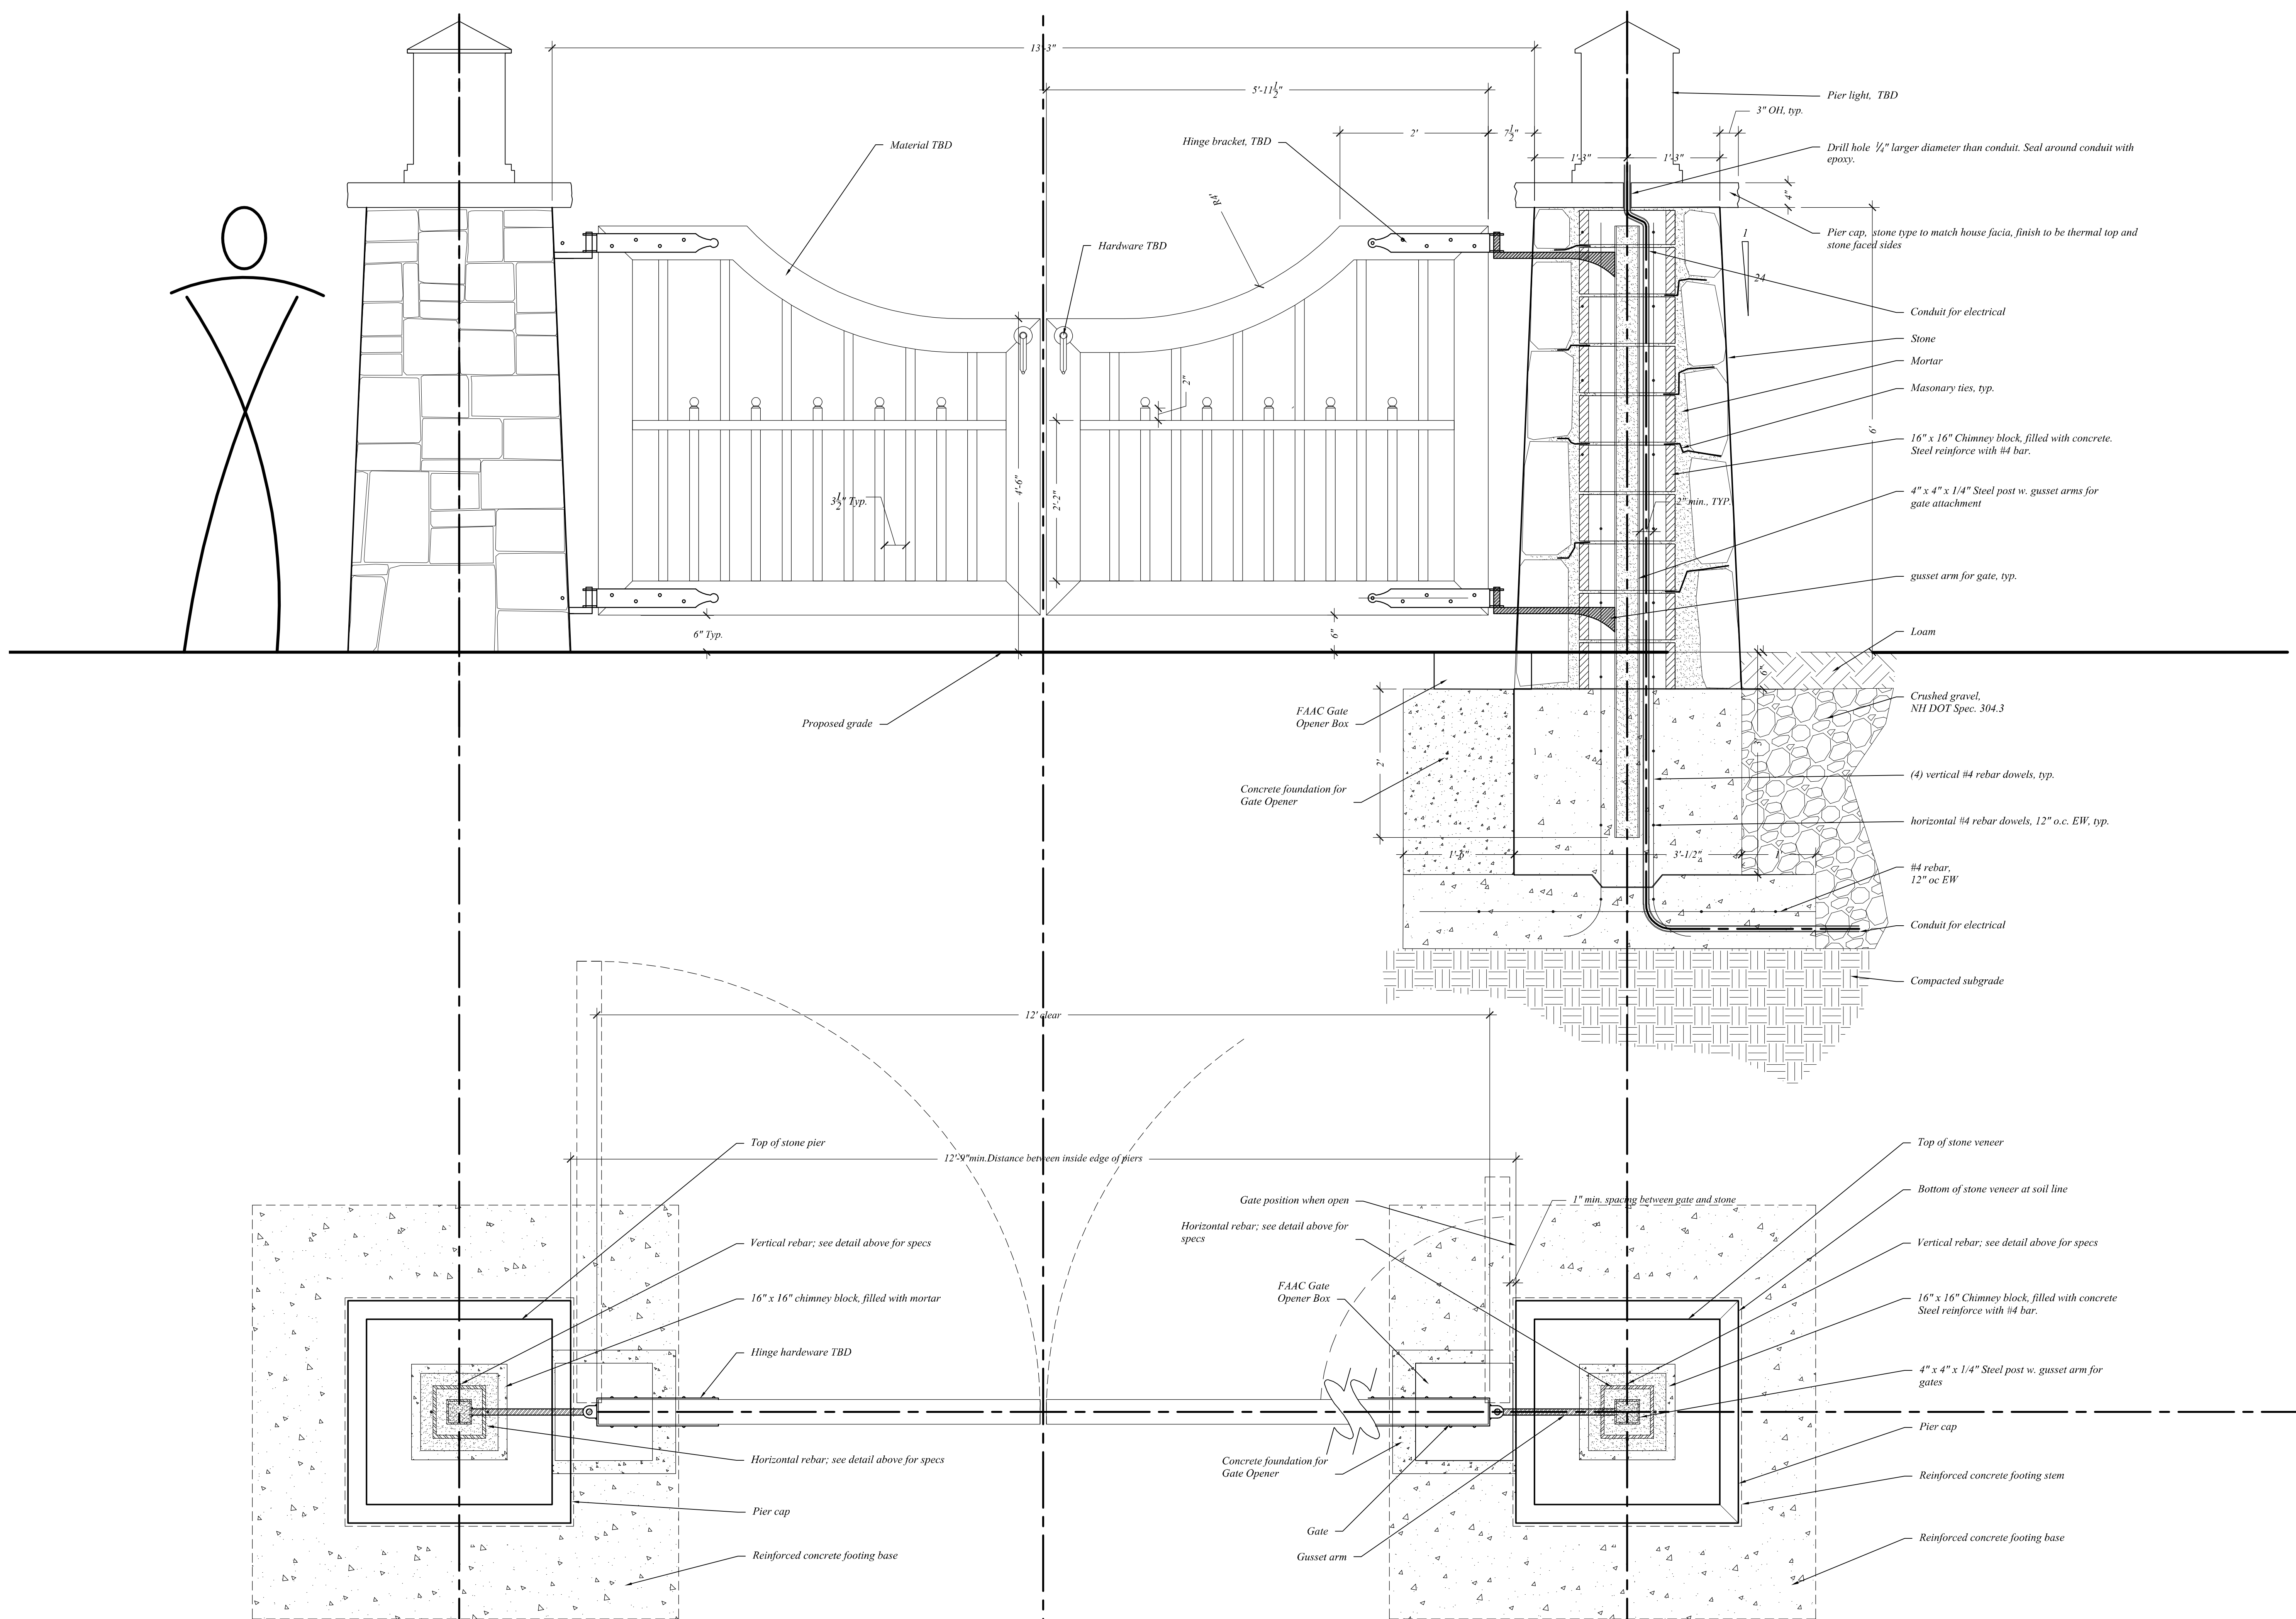 13'-3"
5'-11 1/2"
Pier light, TBD
3" OH, typ.
2'
7 1/2"
Material TBD
Hinge bracket, TBD
Drill hole 1/4" larger diameter than conduit. Seal around conduit with
epoxy.
1'-3"
1'-3"
4"
R4'
Pier cap, stone type to match house facia, finish to be thermal top and
stone faced sides
1
24
Hardware TBD
Conduit for electrical
Stone
Mortar
Masonary ties, typ.
2"
6'
16" x 16" Chimney block, filled with concrete.
Steel reinforce with #4 bar.
4'-6"
2'-2"
3 1/2" Typ.
2" min., TYP.
4" x 4" x 1/4" Steel post w. gusset arms for
gate attachment
gusset arm for gate, typ.
6" Typ.
6"
Loam
6"
Proposed grade
FAAC Gate
Opener Box
Crushed gravel,
NH DOT Spec. 304.3
3'
2'
Concrete foundation for
Gate Opener
(4) vertical #4 rebar dowels, typ.
horizontal #4 rebar dowels, 12" o.c. EW, typ.
1'-6"
3'-1/2"
1'
#4 rebar,
12" oc EW
Conduit for electrical
Compacted subgrade
12' clear
Top of stone pier
12'-9"min.Distance between inside edge of piers
Top of stone veneer
Gate position when open
1" min. spacing between gate and stone
Bottom of stone veneer at soil line
Horizontal rebar; see detail above for
specs
Vertical rebar; see detail above for specs
Vertical rebar; see detail above for specs
FAAC Gate
Opener Box
16" x 16" chimney block, filled with mortar
16" x 16" Chimney block, filled with concrete
Steel reinforce with #4 bar.
Hinge hardeware TBD
4" x 4" x 1/4" Steel post w. gusset arm for
gates
Pier cap
Horizontal rebar; see detail above for specs
Concrete foundation for
Gate Opener
Reinforced concrete footing stem
Pier cap
Gate
Reinforced concrete footing base
Gusset arm
Reinforced concrete footing base